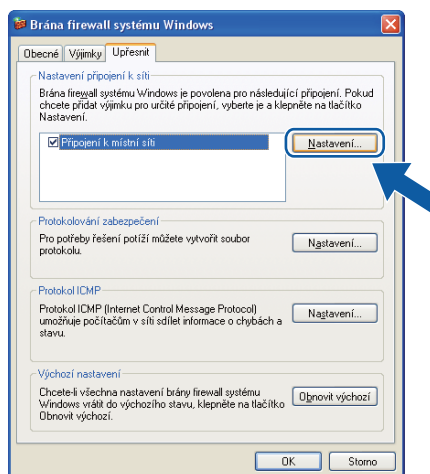 Brána firewall systému Windows
Obecné Výjimky Upřesnit
Nastavení připojení k síti
Brána firewall systému Windows je povolena pro následující připojení. Pokud
chcete přidat výjimku pro určité připojení, vyberte je a klepněte na tlačítko
Nastavení.
Připojení k místní síti
Nastavení...
Protokolování zabezpečení
Pro potřeby řešení potíží můžete vytvořit soubor
protokolu.
Nastavení...
Protokol ICMP
Protokol ICMP (Internet Control Message Protocol)
umožňuje počítačům v síti sdílet informace o chybách a
stavu.
Nastavení...
Výchozí nastavení
Chcete-li všechna nastavení brány firewall systému
Windows vrátit do výchozího stavu, klepněte na tlačítko
Obnovit výchozí.
Obnovit výchozí
OK Storno